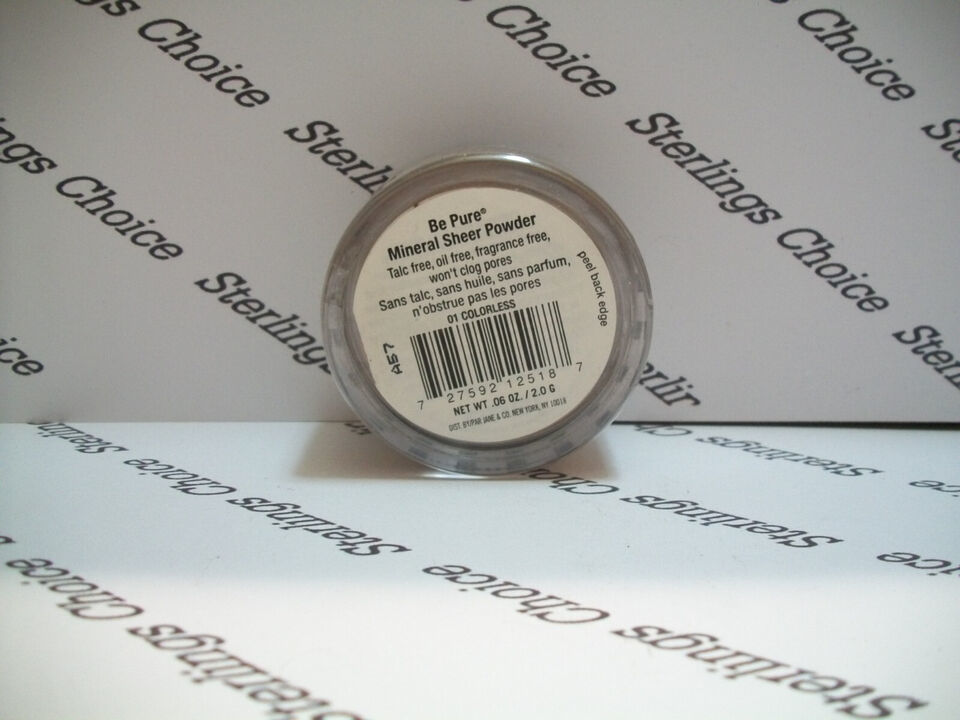 Sterlings Choice
Sterlings Choice
Sterlings Choice
Be Pure®
Mineral Sheer Powder
Talc free, oil free, fragrance free,
won't clog pores
Sans talc, sans huile, sans parfum,
n'obstrue pas les pores
01 COLORLESS
peel back edge
A57
7 27592 12518 7
NET WT .06 OZ. / 2.0 G
DIST. BY/PAR JANE & CO. NEW YORK, NY 10018
Sterlings Choice
Sterlings Choice
Sterlings Choice